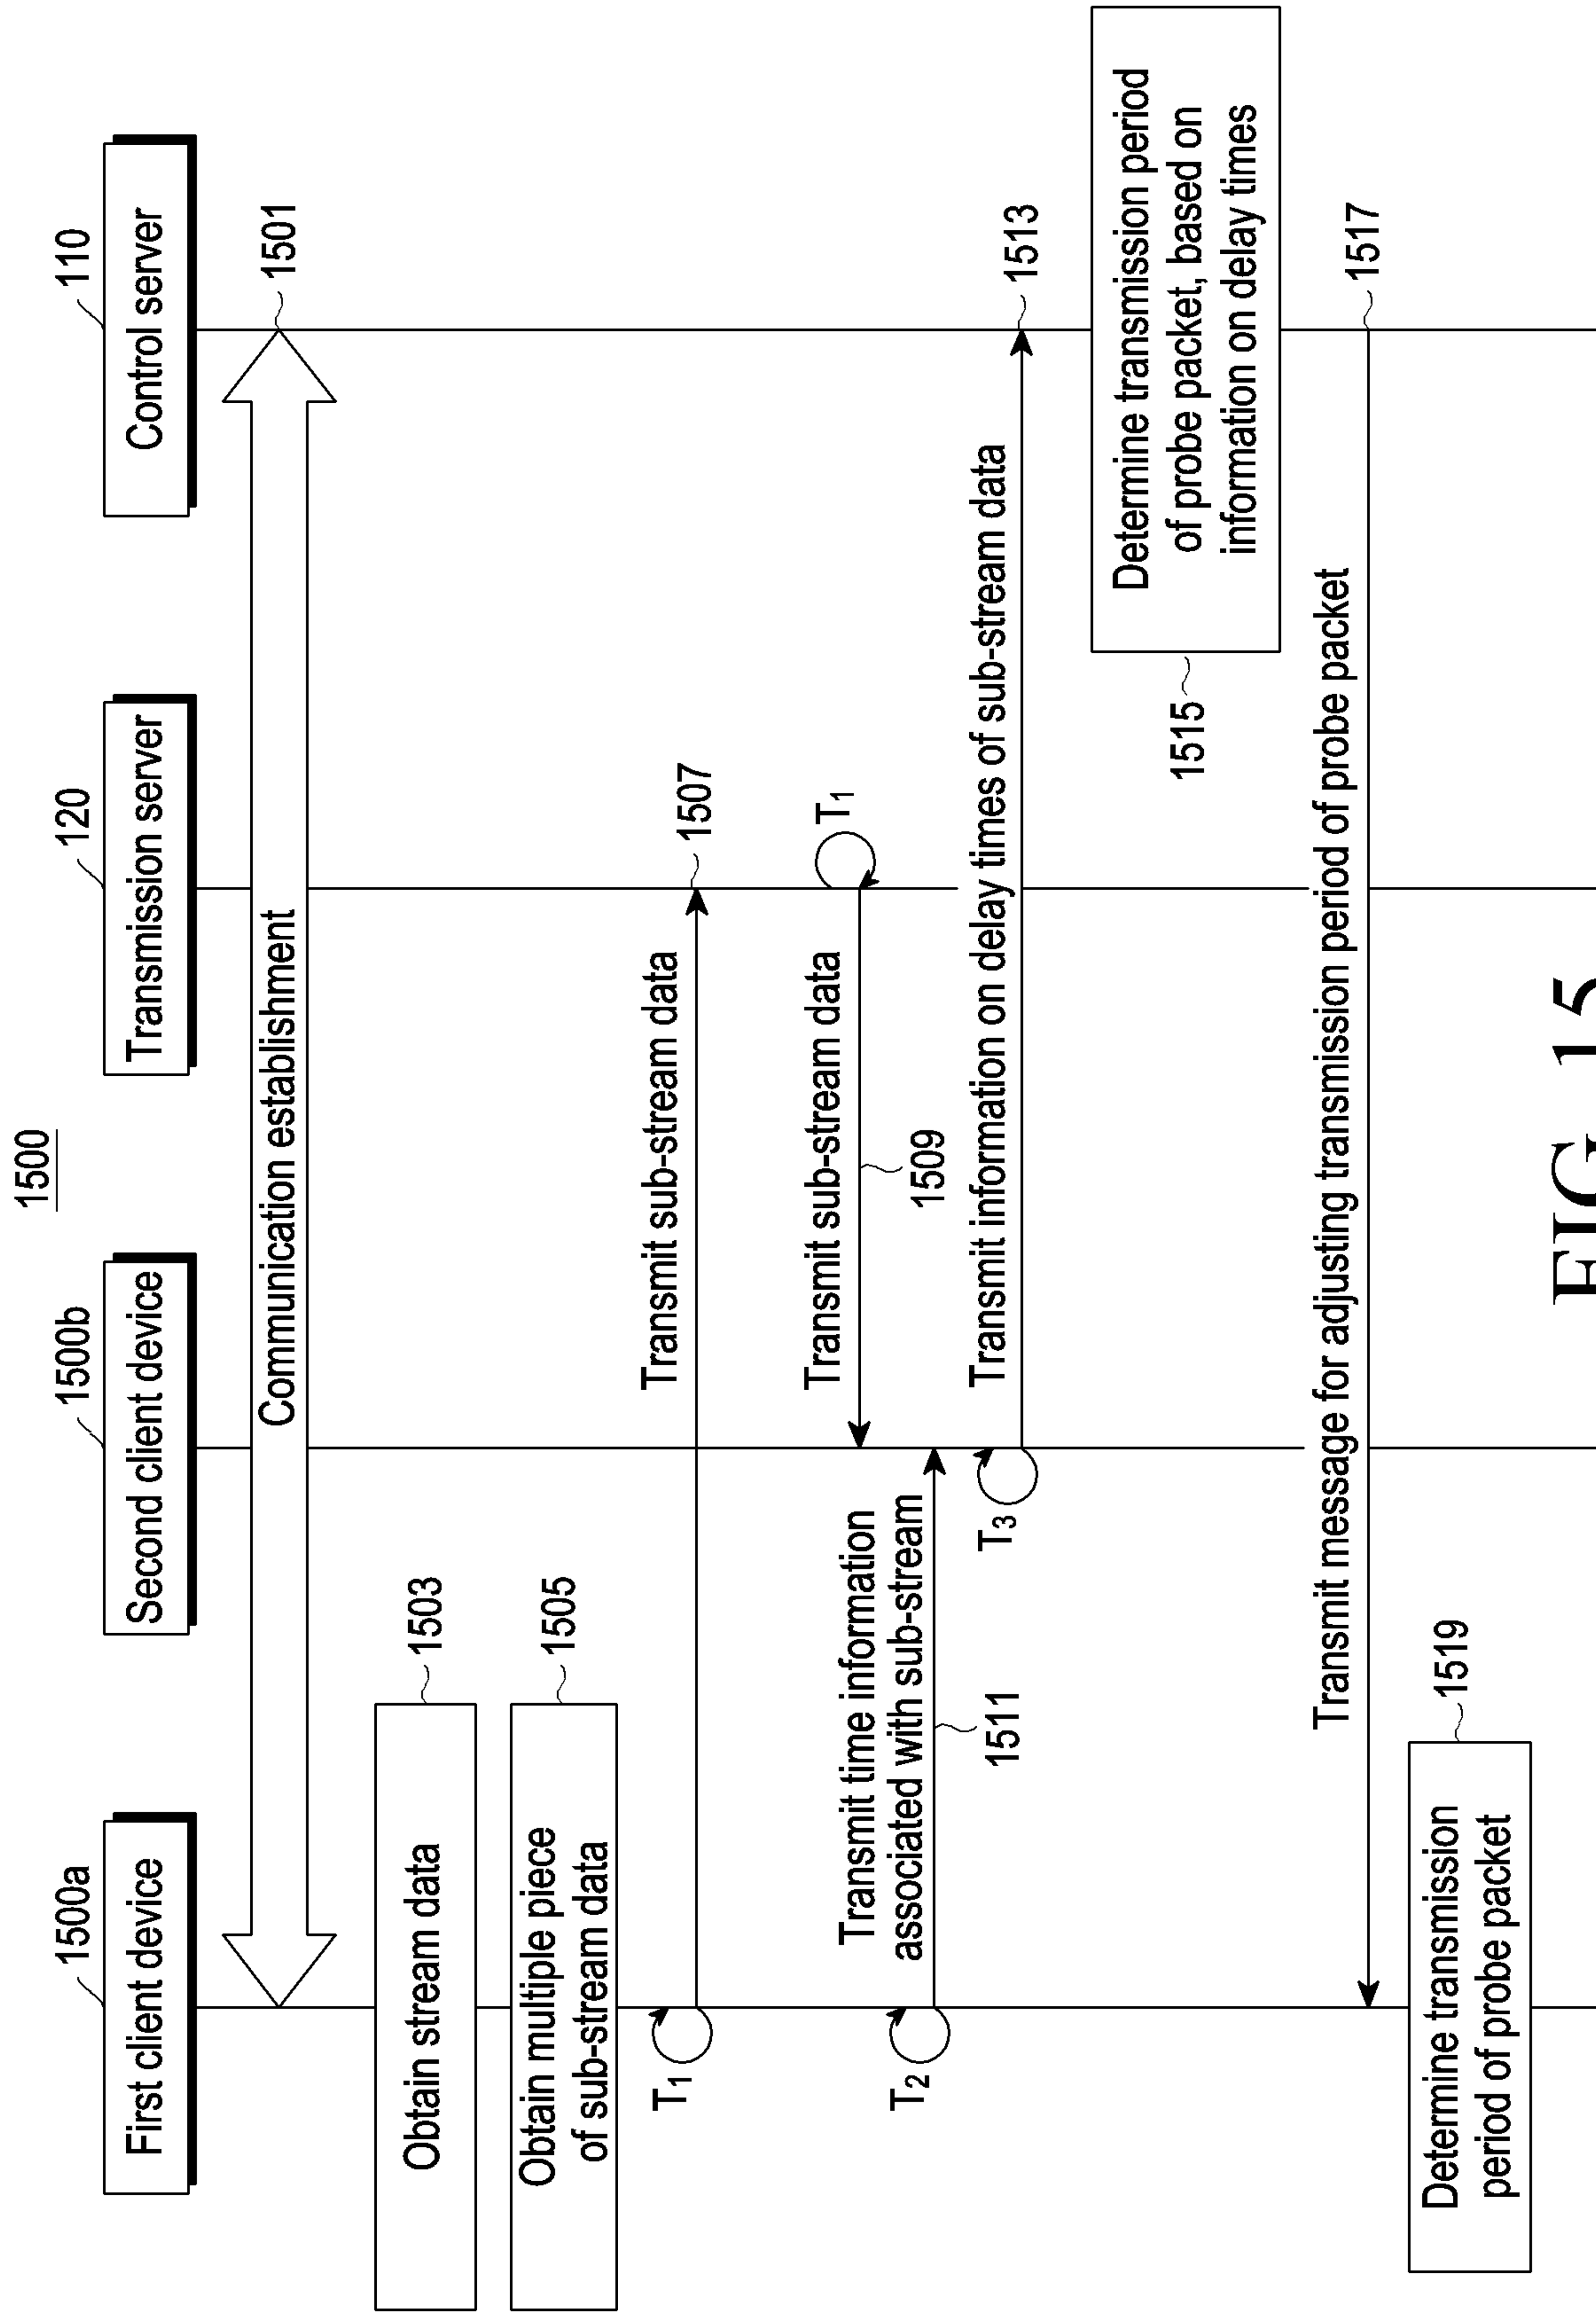 1500
1500a
1500b
120
110
First client device
Second client device
Transmission server
Control server
Communication establishment
1501
Obtain stream data
1503
Obtain multiple piece
of sub-stream data
1505
T1
Transmit sub-stream data
1507
Transmit sub-stream data
T1
1509
T2
Transmit time information
associated with sub-stream
1511
T3
Transmit information on delay times of sub-stream data
1513
Determine transmission period
of probe packet, based on
information on delay times
1515
Transmit message for adjusting transmission period of probe packet
1517
Determine transmission
period of probe packet
1519
FIG. 15